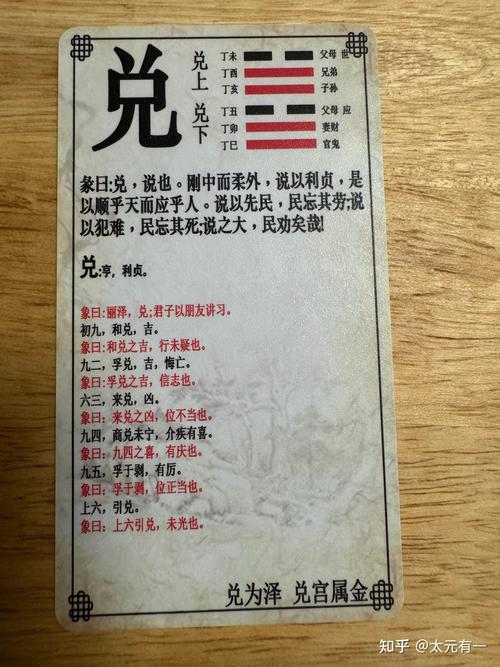 兑
兑上 兑下
丁未 父母 世
丁酉 兄弟
丁亥 子孙
丁丑 父母 应
丁卯 妻财
丁巳 官鬼
彖曰:兑，说也。刚中而柔外，说以利贞，是
以顺乎天而应乎人。说以先民，民忘其劳;说
以犯难，民忘其死;说之大，民劝矣哉!
兑:亨，利贞。
象曰:丽泽，兑;君子以朋友讲习。
初九，和兑，吉。
象曰:和兑之吉，行未疑也。
九二，孚兑，吉，悔亡。
象曰:孚兑之吉，信志也。
六三，来兑，凶。
象曰：来兑之凶，位不当也。
九四，商兑未宁，介疾有喜。
象曰：九四之喜，有庆也。
九五，孚于剥，有厉。
象曰：孚于剥，位正当也。
上六，引兑。
象曰：上六引兑，未光也。
兑为泽 兑宫属金
知乎 @太元有一